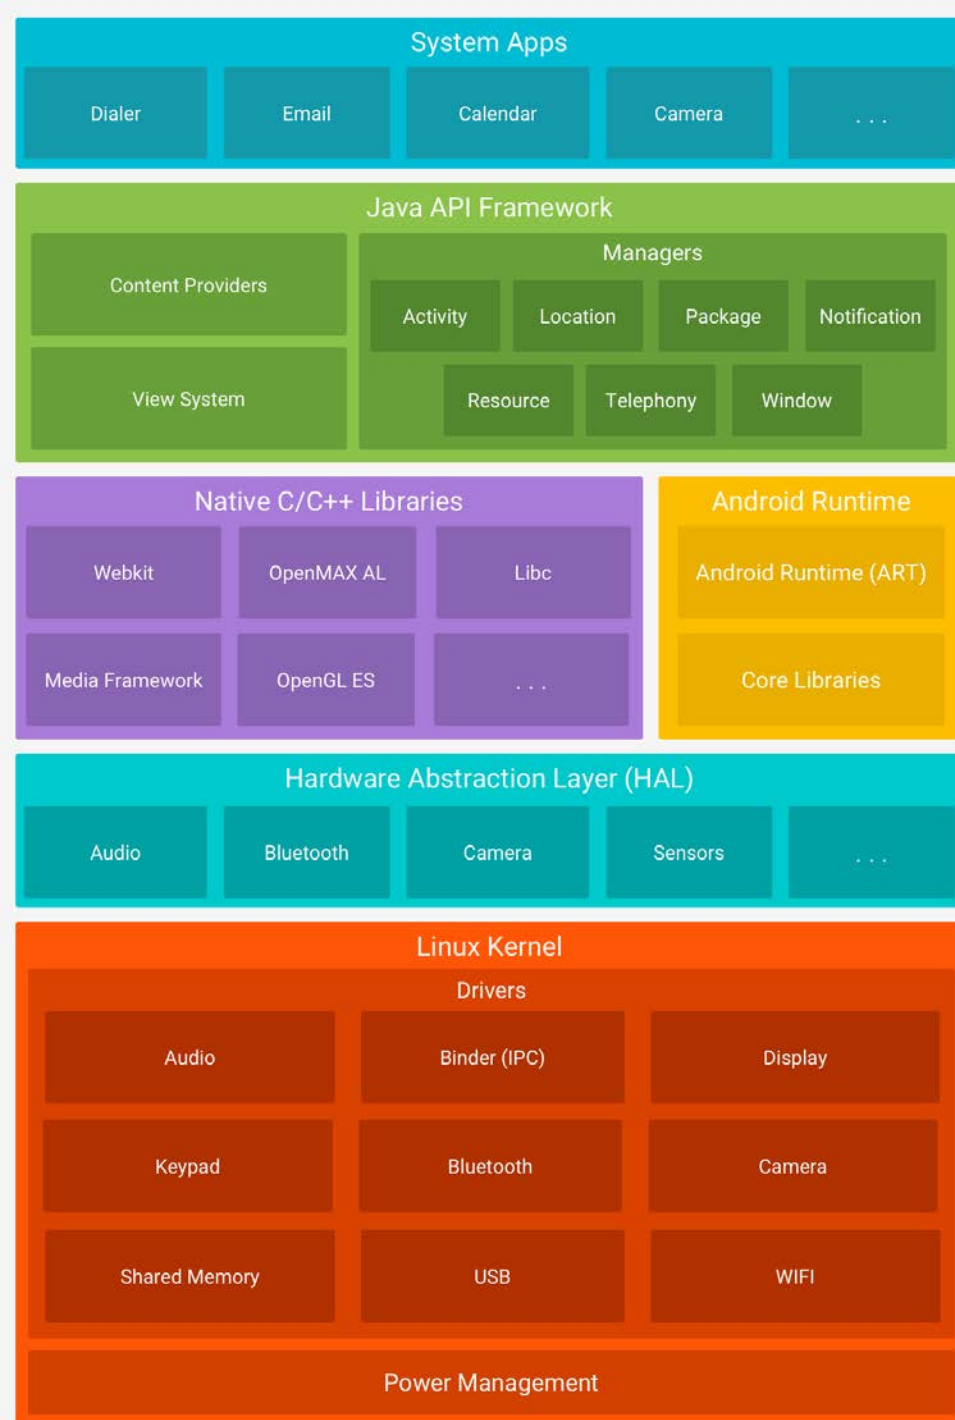 System Apps
Dialer Email Calendar Camera . . .
Java API Framework
Content Providers
View System
Managers
Activity Location Package Notification
Resource Telephony Window
Native C/C++ Libraries
Webkit OpenMAX AL Libc
Media Framework OpenGL ES . . .
Android Runtime
Android Runtime (ART)
Core Libraries
Hardware Abstraction Layer (HAL)
Audio Bluetooth Camera Sensors . . .
Linux Kernel
Drivers
Audio Binder (IPC) Display
Keypad Bluetooth Camera
Shared Memory USB WIFI
Power Management